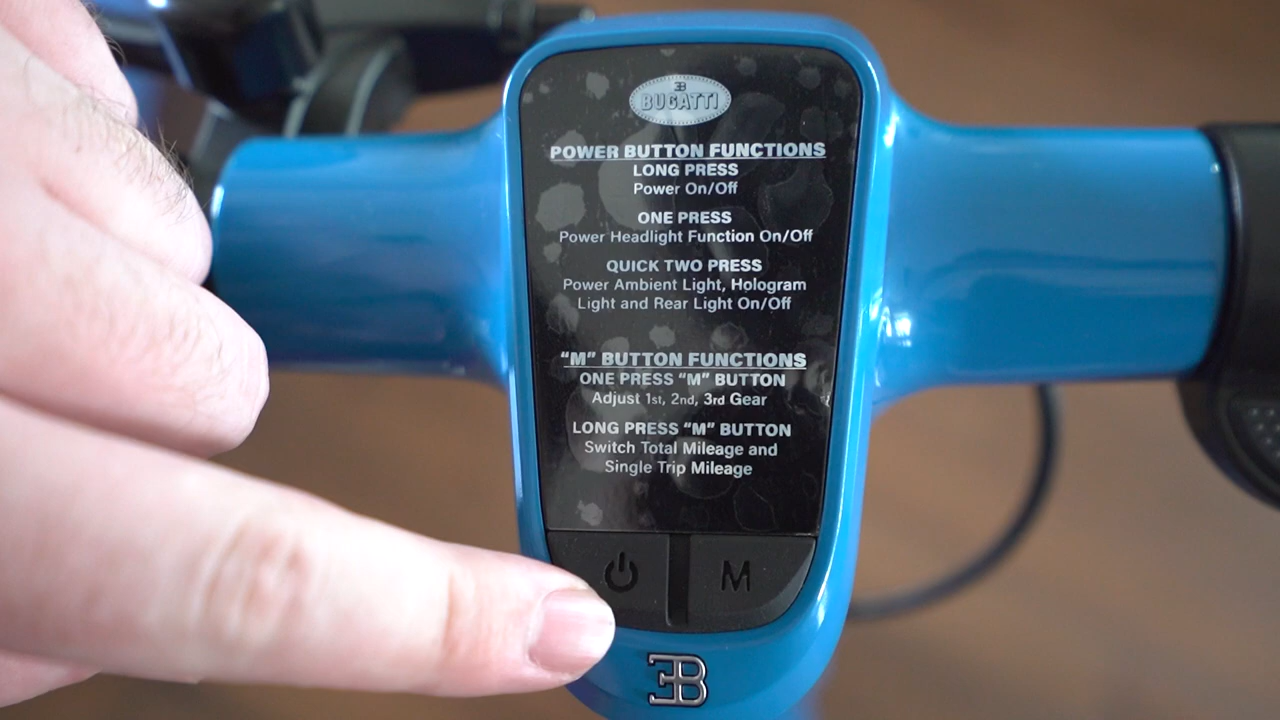 BUGATTI
POWER BUTTON FUNCTIONS
LONG PRESS
Power On/Off
ONE PRESS
Power Headlight Function On/Off
QUICK TWO PRESS
Power Ambient Light, Hologram
Light and Rear Light On/Off
“M” BUTTON FUNCTIONS
ONE PRESS “M” BUTTON
Adjust 1st, 2nd, 3rd Gear
LONG PRESS “M” BUTTON
Switch Total Mileage and
Single Trip Mileage
M